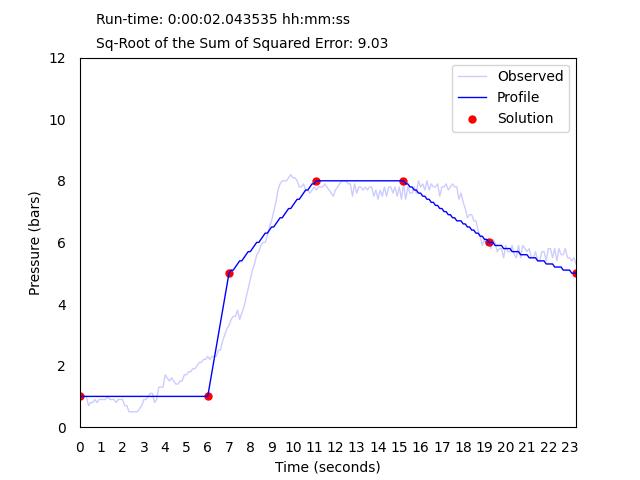 Run-time: 0:00:02.043535 hh:mm:ss
Sq-Root of the Sum of Squared Error: 9.03
Observed
Profile
Solution
12
10
8
6
4
2
0
Pressure (bars)
0 1 2 3 4 5 6 7 8 9 10 11 12 13 14 15 16 17 18 19 20 21 22 23
Time (seconds)